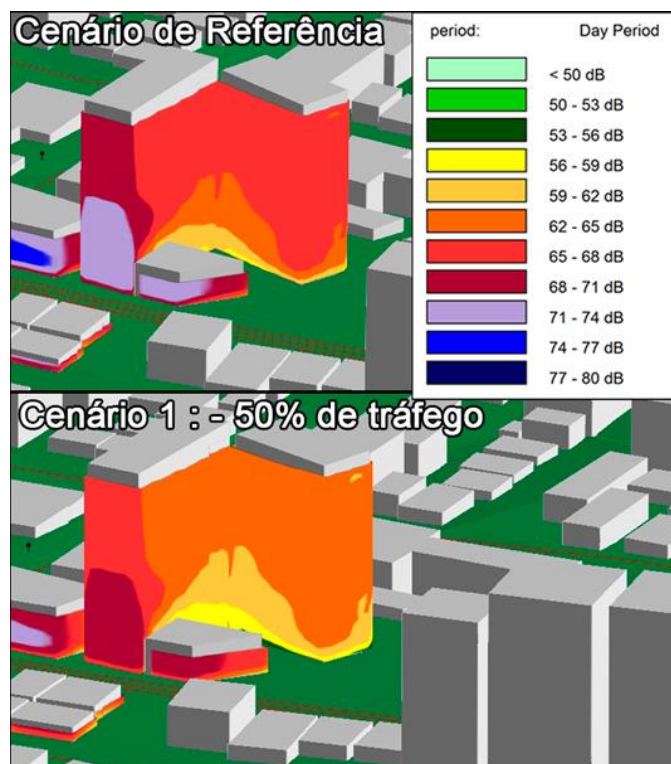 Cenário de Referência
period: Day Period
< 50 dB
50 - 53 dB
53 - 56 dB
56 - 59 dB
59 - 62 dB
62 - 65 dB
65 - 68 dB
68 - 71 dB
71 - 74 dB
74 - 77 dB
77 - 80 dB
Cenário 1 : - 50% de tráfego